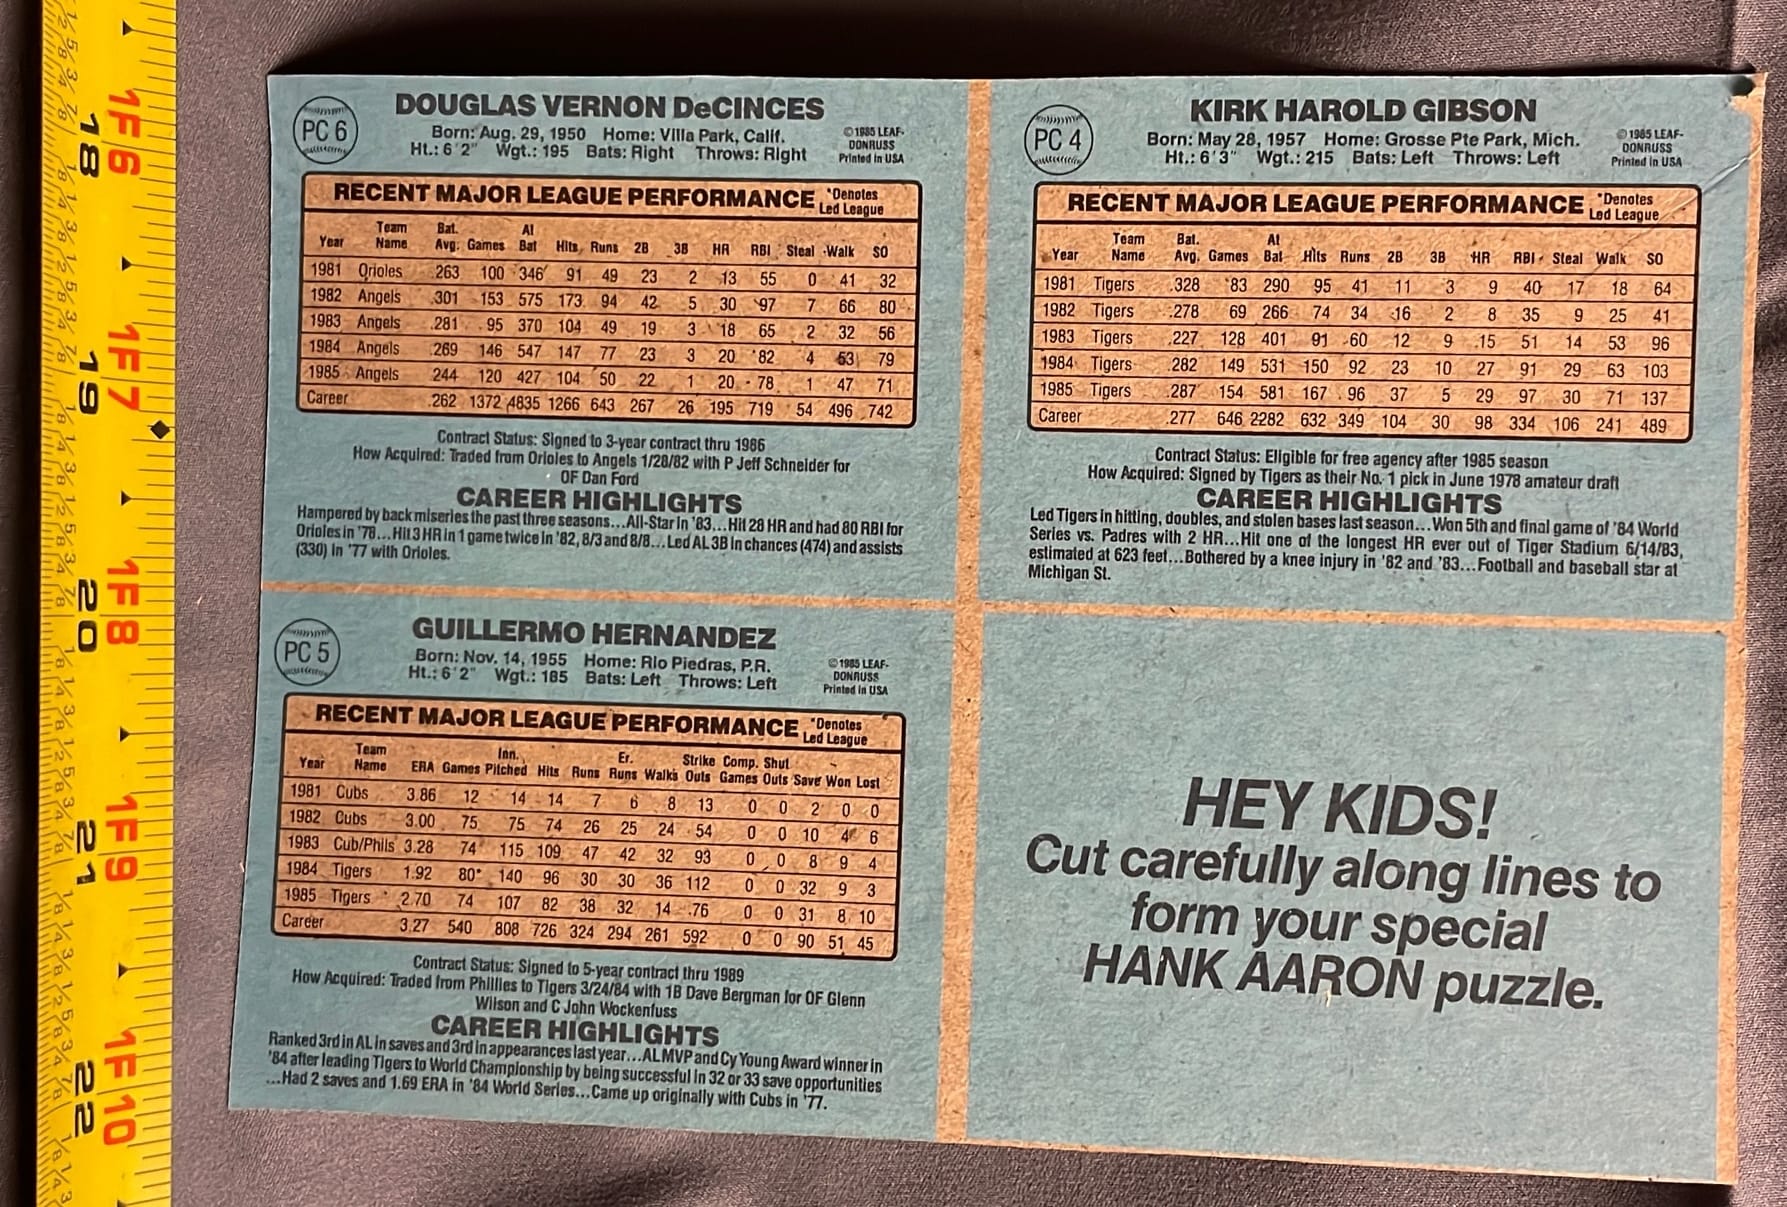 PC 6
DOUGLAS VERNON DeCINCES
Born: Aug. 29, 1950 Home: Villa Park, Calif.
Ht.: 6'2" Wgt.: 195 Bats: Right Throws: Right
©1985 LEAF-
DONRUSS
Printed in USA
RECENT MAJOR LEAGUE PERFORMANCE *Denotes Led League
Year Team Name Bat. Avg. Games At Bat Hits Runs 2B 3B HR RBI Steal Walk SO
1981 Orioles .263 100 346 91 49 23 2 13 55 0 41 32
1982 Angels .301 153 575 173 94 42 5 30 97 7 66 80
1983 Angels .281 95 370 104 49 19 3 18 65 2 32 56
1984 Angels .269 146 547 147 77 23 3 20 82 4 53 79
1985 Angels .244 120 427 104 50 22 1 20 78 1 47 71
Career .262 1372 4835 1266 643 267 26 195 719 54 496 742
Contract Status: Signed to 3-year contract thru 1986
How Acquired: Traded from Orioles to Angels 1/28/82 with P Jeff Schneider for
OF Dan Ford
CAREER HIGHLIGHTS
Hampered by back miseries the past three seasons...All-Star in '83...Hit 28 HR and had 80 RBI for
Orioles in '78...Hit 3 HR in 1 game twice in '82, 8/3 and 8/8...Led AL 3B in chances (474) and assists
(330) in '77 with Orioles.
PC 4
KIRK HAROLD GIBSON
Born: May 28, 1957 Home: Grosse Pte Park, Mich.
Ht.: 6'3" Wgt.: 215 Bats: Left Throws: Left
©1985 LEAF-
DONRUSS
Printed in USA
RECENT MAJOR LEAGUE PERFORMANCE *Denotes Led League
Year Team Name Bat. Avg. Games At Bat Hits Runs 2B 3B HR RBI Steal Walk SO
1981 Tigers .328 83 290 95 41 11 3 9 40 17 18 64
1982 Tigers .278 69 266 74 34 16 2 8 35 9 25 41
1983 Tigers .227 128 401 91 60 12 9 15 51 14 53 96
1984 Tigers .282 149 531 150 92 23 10 27 91 29 63 103
1985 Tigers .287 154 581 167 96 37 5 29 97 30 71 137
Career .277 646 2282 632 349 104 30 98 334 106 241 489
Contract Status: Eligible for free agency after 1985 season
How Acquired: Signed by Tigers as their No. 1 pick in June 1978 amateur draft
CAREER HIGHLIGHTS
Led Tigers in hitting, doubles, and stolen bases last season...Won 5th and final game of '84 World
Series vs. Padres with 2 HR...Hit one of the longest HR ever out of Tiger Stadium 6/14/83,
estimated at 623 feet...Bothered by a knee injury in '82 and '83...Football and baseball star at
Michigan St.
PC 5
GUILLERMO HERNANDEZ
Born: Nov. 14, 1955 Home: Rio Piedras, P.R.
Ht.: 6'2" Wgt.: 185 Bats: Left Throws: Left
©1985 LEAF-
DONRUSS
Printed in USA
RECENT MAJOR LEAGUE PERFORMANCE *Denotes Led League
Year Team Name ERA Games Inn. Pitched Hits Runs Er. Runs Walks Strike Outs Comp. Games Shut Outs Save Won Lost
1981 Cubs 3.86 12 14 14 7 6 8 13 0 0 2 0 0
1982 Cubs 3.00 75 75 74 26 25 24 54 0 0 10 4 6
1983 Cub/Phils 3.28 74 115 109 47 42 32 93 0 0 8 9 4
1984 Tigers 1.92 80* 140 96 30 30 36 112 0 0 32 9 3
1985 Tigers 2.70 74 107 82 38 32 14 76 0 0 31 8 10
Career 3.27 540 808 726 324 294 261 592 0 0 90 51 45
Contract Status: Signed to 5-year contract thru 1989
How Acquired: Traded from Phillies to Tigers 3/24/84 with 1B Dave Bergman for OF Glenn
Wilson and C John Wockenfuss
CAREER HIGHLIGHTS
Ranked 3rd in AL in saves and 3rd in appearances last year...AL MVP and Cy Young Award winner in
'84 after leading Tigers to World Championship by being successful in 32 or 33 save opportunities
...Had 2 saves and 1.69 ERA in '84 World Series...Came up originally with Cubs in '77.
HEY KIDS!
Cut carefully along lines to
form your special
HANK AARON puzzle.
18 1F6
19 1F7
20 1F8
21 1F9
22 1F10